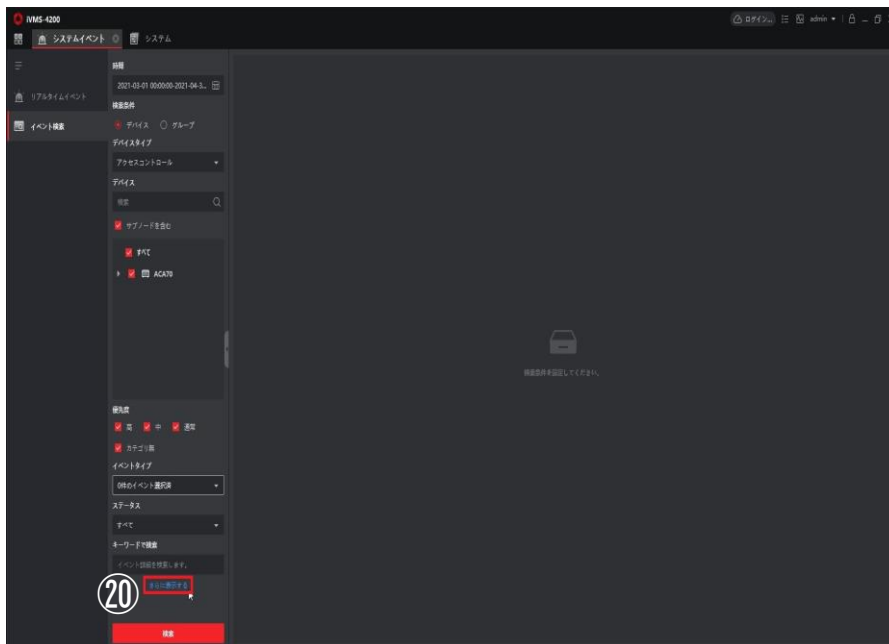 iVMS-4200
ログイン...
admin
システムイベント
システム
時間
2021-03-01 00:00:00-2021-04-3...
リアルタイムイベント
検索条件
イベント検索
デバイス グループ
デバイスタイプ
アクセスコントロール
デバイス
検索
サブノードを含む
すべて
ACA70
検索条件を設定してください。
優先度
高 中 通常
カテゴリ無
イベントタイプ
0件のイベント選択済
ステータス
すべて
キーワードで検索
イベント詳細を検索します。
さらに表示する
⑳
検索